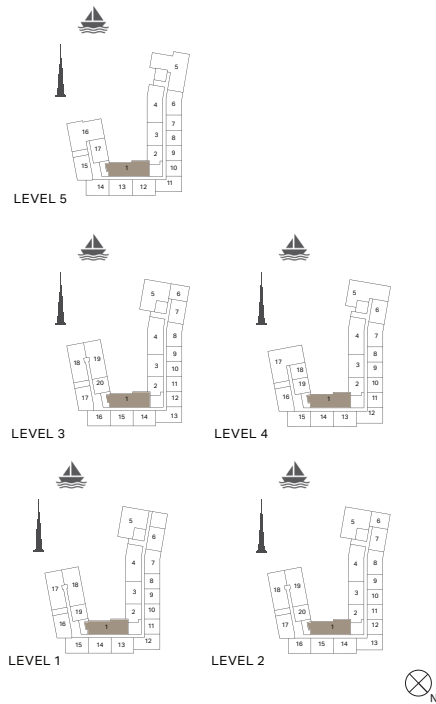 5
4 6
7
3 8
16
17 2 9
15 1 10
14 13 12 11
LEVEL 5
5 6
7
4 8
19 9
18 3 10
20 2 11
17 1 12
16 15 14 13
LEVEL 3
5
6
4 7
8
17 3
18 9
19 2 10
16 1 11
15 14 13 12
LEVEL 4
5
6
4 7
8
17 18 3 9
19 2 10
16 1 11
15 14 13 12
LEVEL 1
5 6
7
4 8
9
18 19 3 10
20 2 11
17 1 12
16 15 14 13
LEVEL 2
N